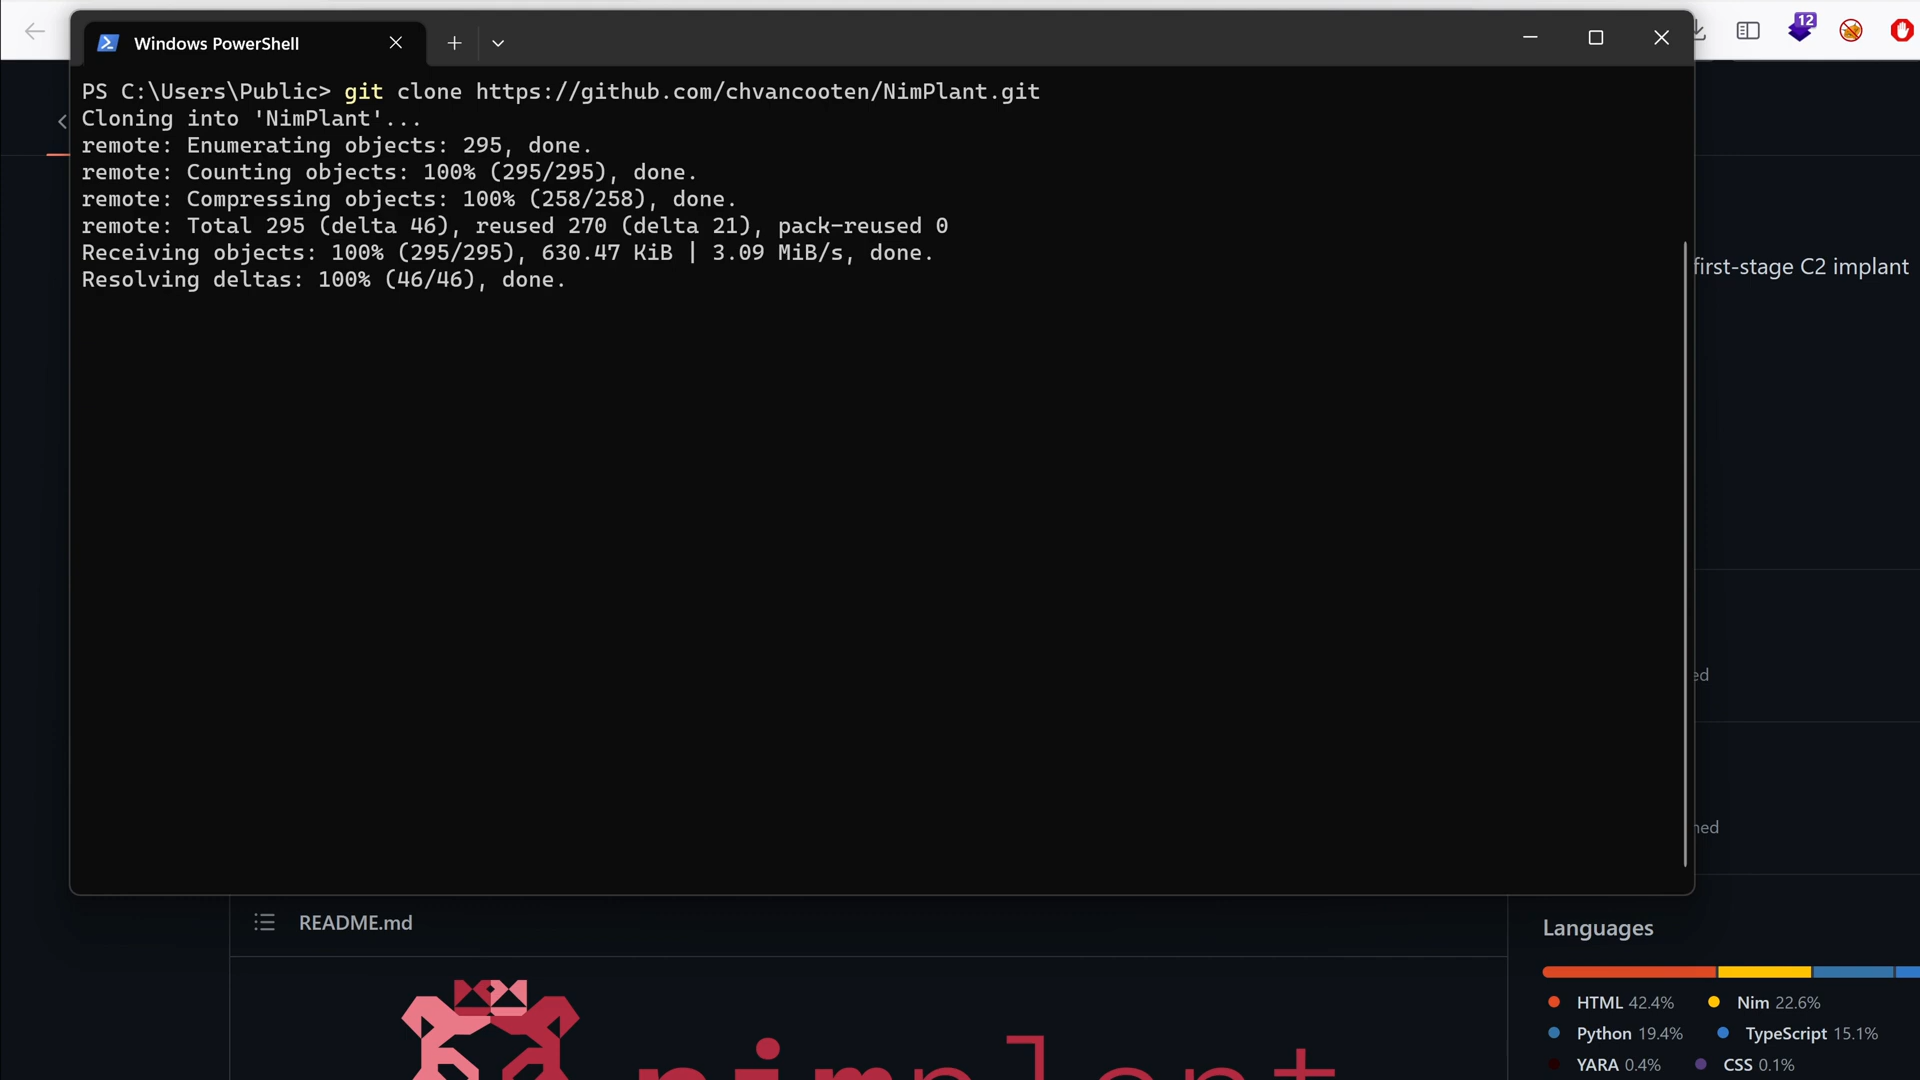 12
Windows PowerShell
PS C:\Users\Public> git clone https://github.com/chvancooten/NimPlant.git
Cloning into 'NimPlant'...
remote: Enumerating objects: 295, done.
remote: Counting objects: 100% (295/295), done.
remote: Compressing objects: 100% (258/258), done.
remote: Total 295 (delta 46), reused 270 (delta 21), pack-reused 0
Receiving objects: 100% (295/295), 630.47 KiB | 3.09 MiB/s, done.
Resolving deltas: 100% (46/46), done.
first-stage C2 implant
README.md
Languages
HTML 42.4% Nim 22.6%
Python 19.4% TypeScript 15.1%
YARA 0.4% CSS 0.1%
nimplant